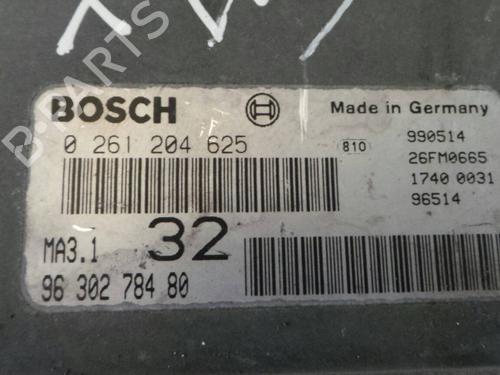 BOSCH
Made in Germany
0 261 204 625
810
990514
26FM0665
1740 0031
96514
MA3.1
32
96 302 784 80
B-PARTS